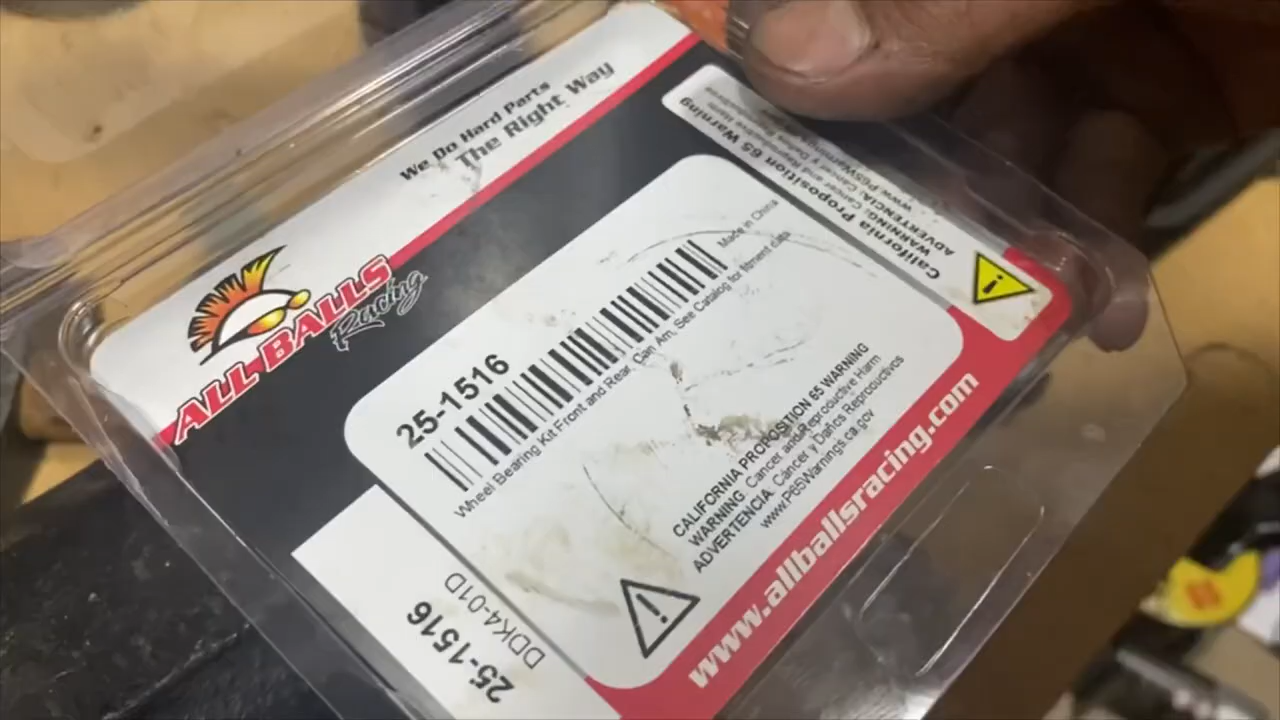 We Do Hard Parts
The Right Way
ALL BALLS
Racing
California Proposition 65 Warning
WARNING: Cancer and Reproductive Harm
ADVERTENCIA: Cáncer y Daños Reproductivos
www.P65Warnings.ca.gov
25-1516
Made in China
Wheel Bearing Kit Front and Rear, Can Am, See Catalog for fitment data
CALIFORNIA PROPOSITION 65 WARNING
WARNING: Cancer and Reproductive Harm
ADVERTENCIA: Cáncer y Daños Reproductivos
www.P65Warnings.ca.gov
www.allballsracing.com
25-1516
DDK4-01D